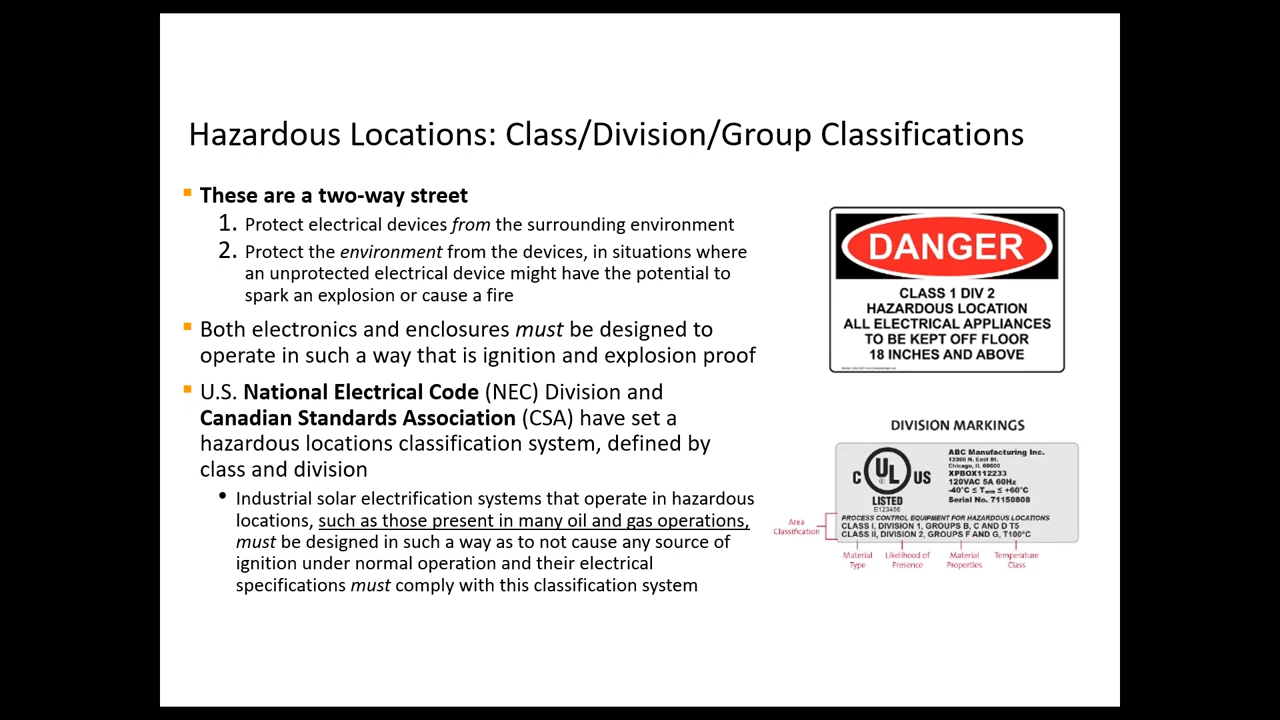 Hazardous Locations: Class/Division/Group Classifications
These are a two-way street
1. Protect electrical devices from the surrounding environment
2. Protect the environment from the devices, in situations where
an unprotected electrical device might have the potential to
spark an explosion or cause a fire
Both electronics and enclosures must be designed to
operate in such a way that is ignition and explosion proof
U.S. National Electrical Code (NEC) Division and
Canadian Standards Association (CSA) have set a
hazardous locations classification system, defined by
class and division
Industrial solar electrification systems that operate in hazardous
locations, such as those present in many oil and gas operations,
must be designed in such a way as to not cause any source of
ignition under normal operation and their electrical
specifications must comply with this classification system
DANGER
CLASS 1 DIV 2
HAZARDOUS LOCATION
ALL ELECTRICAL APPLIANCES
TO BE KEPT OFF FLOOR
18 INCHES AND ABOVE
DIVISION MARKINGS
C UL US
LISTED
E123456
ABC Manufacturing Inc.
12300 N. East St.
Chicago, IL 60600
XPBOX112233
120VAC 5A 60Hz
-40°C ≤ Tamb ≤ +60°C
Serial No. 71150808
PROCESS CONTROL EQUIPMENT FOR HAZARDOUS LOCATIONS
CLASS I, DIVISION 1, GROUPS B, C AND D T5
CLASS II, DIVISION 2, GROUPS F AND G, T100°C
Area
Classification
Material
Type
Likelihood of
Presence
Material
Properties
Temperature
Class